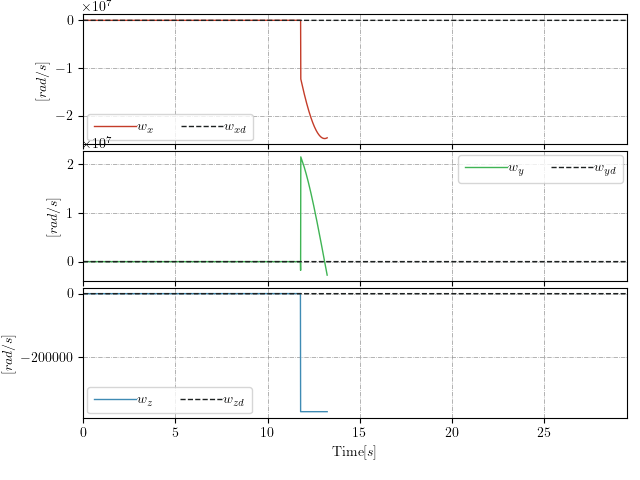 ×10⁷
0
−1
−2
[rad/s]
w_x w_xd
×10⁷
2
1
0
[rad/s]
w_y w_yd
0
−200000
[rad/s]
w_z w_zd
0 5 10 15 20 25
Time[s]